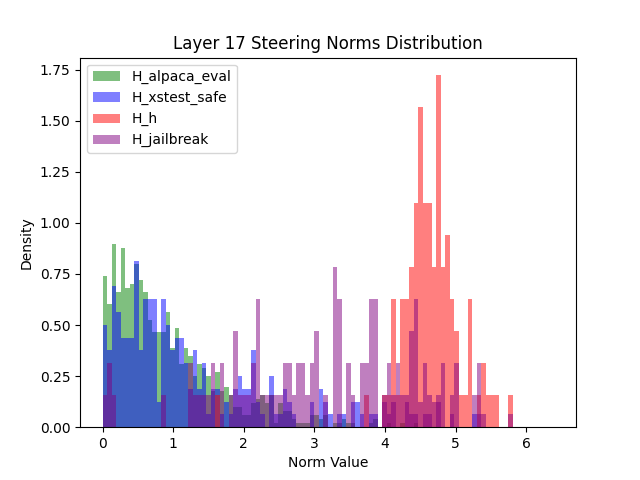 Layer 17 Steering Norms Distribution
H_alpaca_eval
H_xstest_safe
H_h
H_jailbreak
1.75
1.50
1.25
1.00
0.75
0.50
0.25
0.00
Density
0 1 2 3 4 5 6
Norm Value